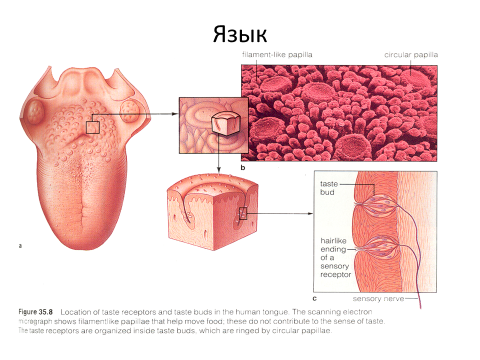 Язык
filament-like papilla
circular papilla
b
taste
bud
hairlike
ending
of a
sensory
receptor
a
c
sensory nerve
Figure 35.8 Location of taste receptors and taste buds in the human tongue. The scanning electron
micrograph shows filamentlike papillae that help move food; these do not contribute to the sense of taste.
The taste receptors are organized inside taste buds, which are ringed by circular papillae.